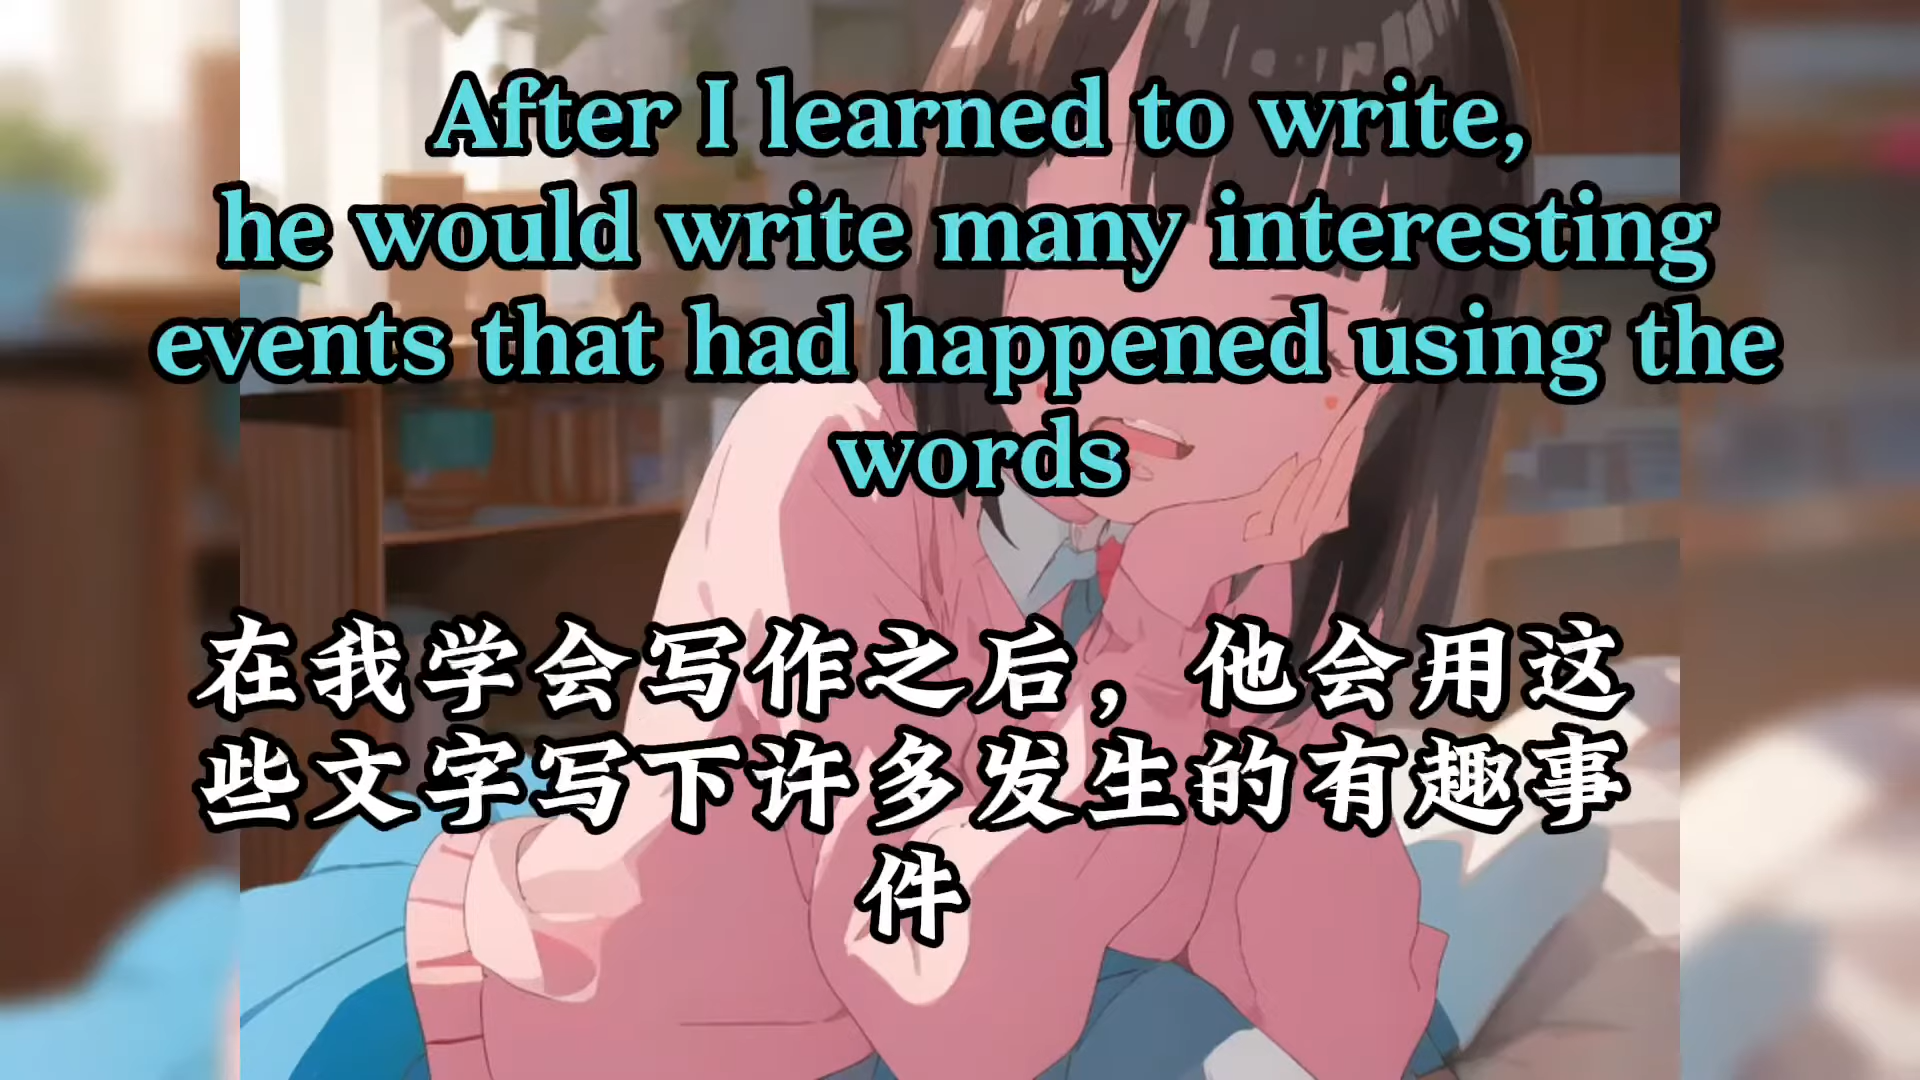 After I learned to write,
he would write many interesting
events that had happened using the
words
在我学会写作之后，他会用这
些文字写下许多发生的有趣事
件